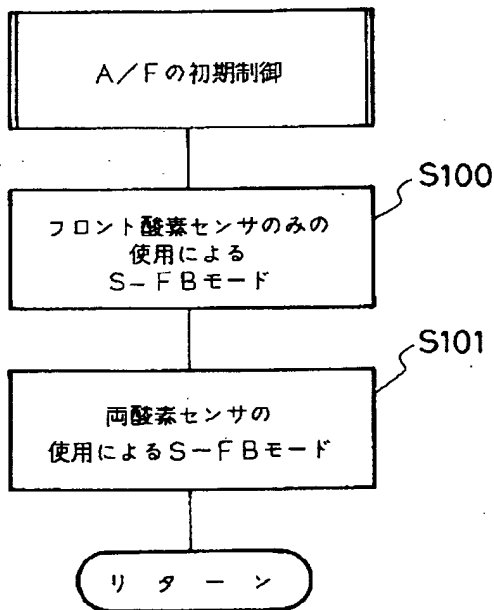 A/Fの初期制御
S100
フロント酸素センサのみの
使用による
S-FBモード
S101
両酸素センサの
使用によるS-FBモード
リターン